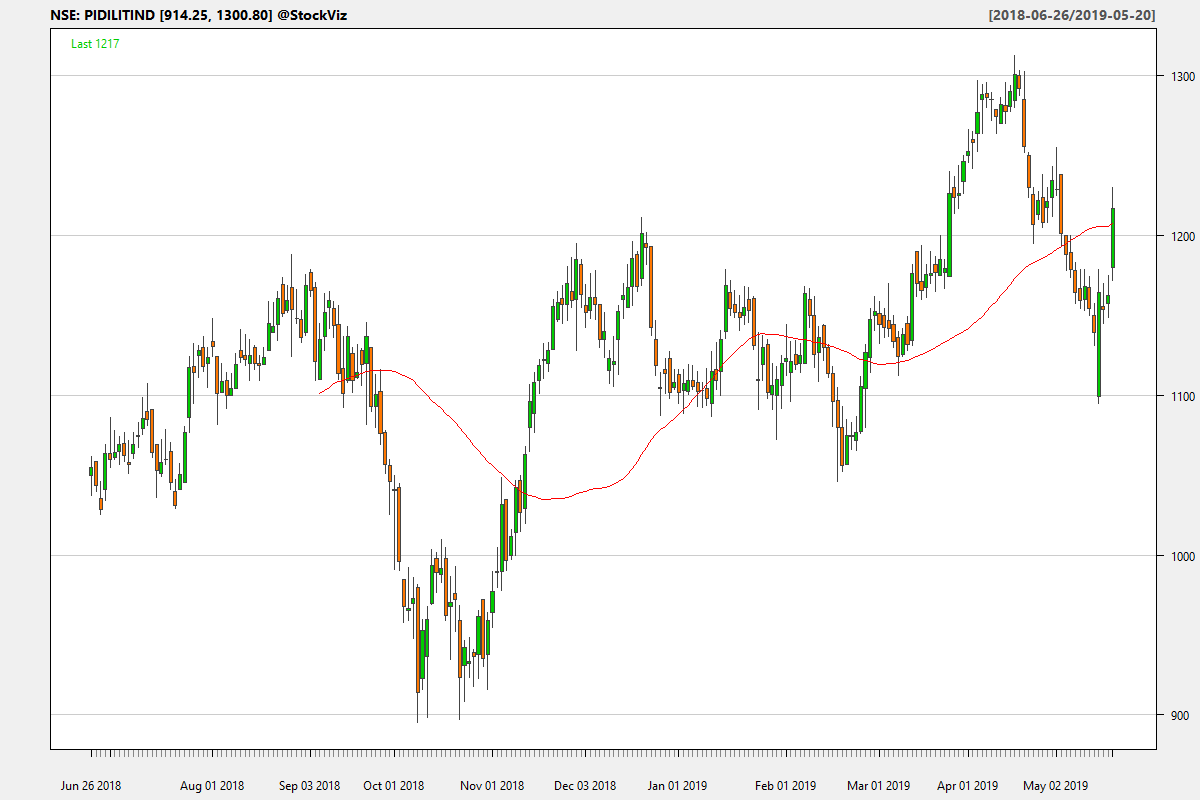 NSE: PIDILITIND [914.25, 1300.80] @StockViz [2018-06-26/2019-05-20]
Last 1217
1300
1200
1100
1000
900
Jun 26 2018 Aug 01 2018 Sep 03 2018 Oct 01 2018 Nov 01 2018 Dec 03 2018 Jan 01 2019 Feb 01 2019 Mar 01 2019 Apr 01 2019 May 02 2019